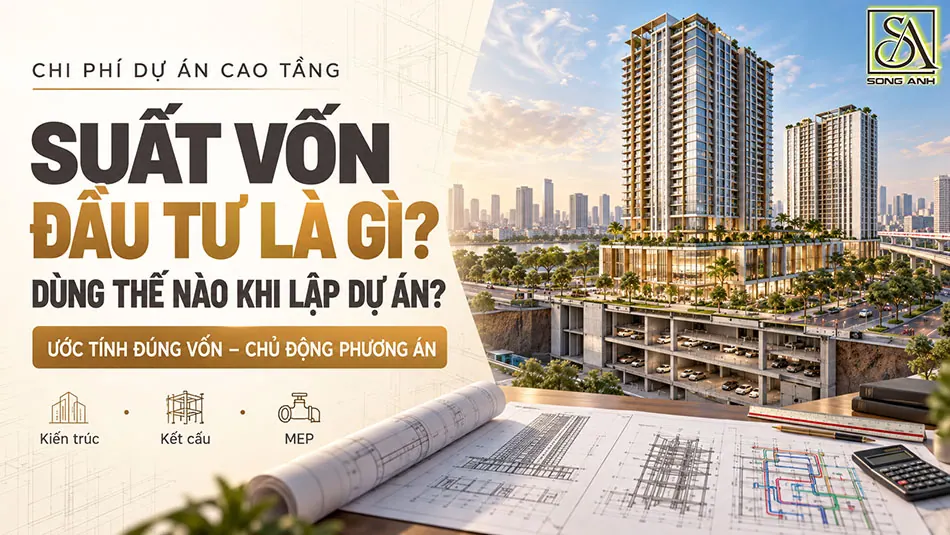 CHI PHÍ DỰ ÁN CAO TẦNG
SUẤT VỐN
ĐẦU TƯ LÀ GÌ?
DÙNG THẾ NÀO KHI LẬP DỰ ÁN?
ƯỚC TÍNH ĐÚNG VỐN – CHỦ ĐỘNG PHƯƠNG ÁN
Kiến trúc
Kết cấu
MEP
SA
SONG ANH